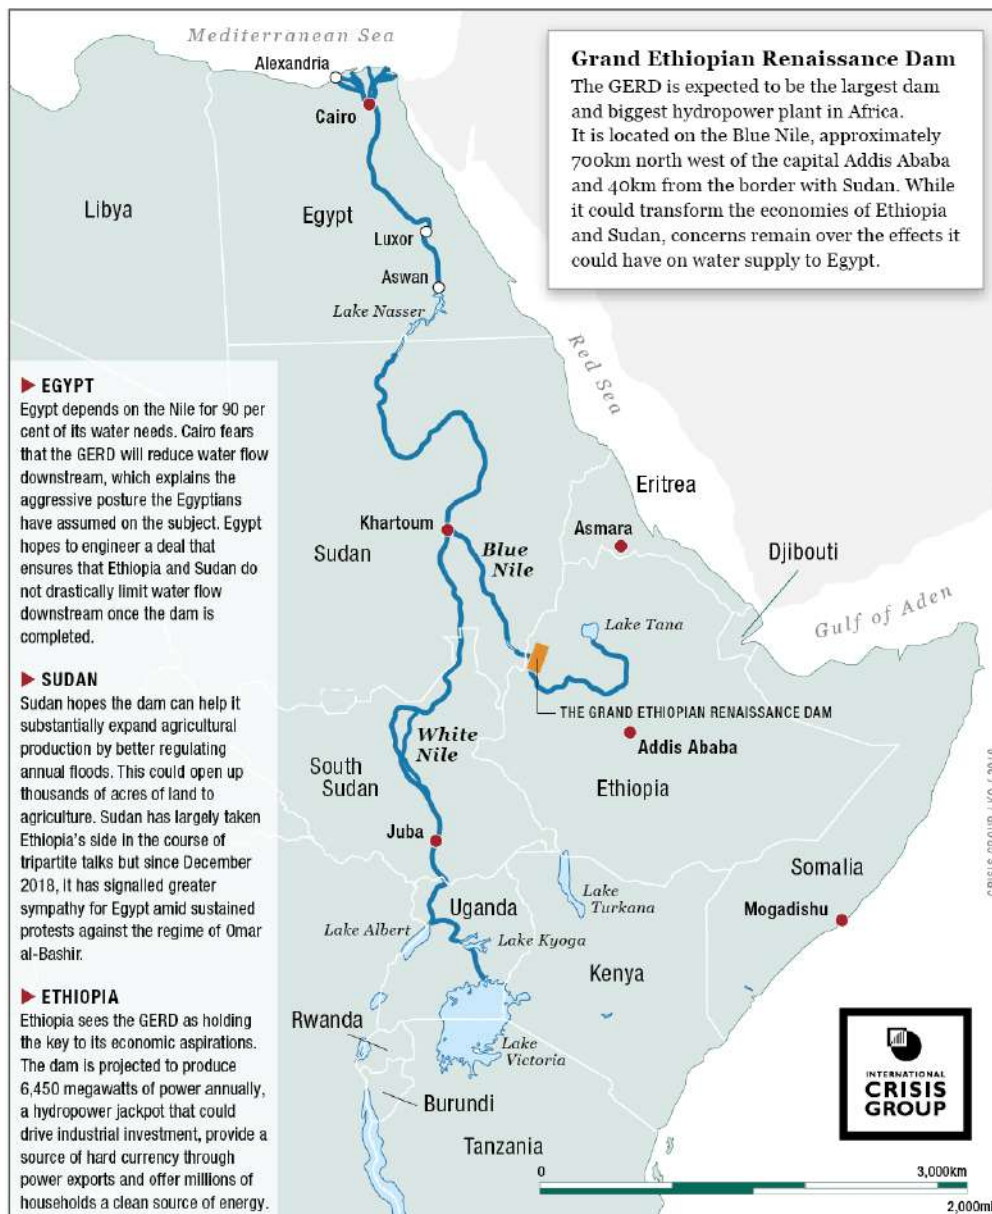 Mediterranean Sea
Alexandria
Cairo
Grand Ethiopian Renaissance Dam
The GERD is expected to be the largest dam
and biggest hydropower plant in Africa.
It is located on the Blue Nile, approximately
700km north west of the capital Addis Ababa
and 40km from the border with Sudan. While
it could transform the economies of Ethiopia
and Sudan, concerns remain over the effects it
could have on water supply to Egypt.
Libya
Egypt
Luxor
Aswan
Lake Nasser
Red Sea
▶ EGYPT
Egypt depends on the Nile for 90 per
cent of its water needs. Cairo fears
that the GERD will reduce water flow
downstream, which explains the
aggressive posture the Egyptians
have assumed on the subject. Egypt
hopes to engineer a deal that
ensures that Ethiopia and Sudan do
not drastically limit water flow
downstream once the dam is
completed.
▶ SUDAN
Sudan hopes the dam can help it
substantially expand agricultural
production by better regulating
annual floods. This could open up
thousands of acres of land to
agriculture. Sudan has largely taken
Ethiopia's side in the course of
tripartite talks but since December
2018, it has signalled greater
sympathy for Egypt amid sustained
protests against the regime of Omar
al-Bashir.
▶ ETHIOPIA
Ethiopia sees the GERD as holding
the key to its economic aspirations.
The dam is projected to produce
6,450 megawatts of power annually,
a hydropower jackpot that could
drive industrial investment, provide a
source of hard currency through
power exports and offer millions of
households a clean source of energy.
Eritrea
Khartoum
Asmara
Sudan
Blue
Nile
Djibouti
Gulf of Aden
Lake Tana
THE GRAND ETHIOPIAN RENAISSANCE DAM
White
Nile
Addis Ababa
South
Sudan
Ethiopia
Juba
Somalia
Lake
Turkana
Uganda
Mogadishu
Lake Albert
Lake Kyoga
Kenya
Rwanda
Lake
Victoria
Burundi
Tanzania
INTERNATIONAL
CRISIS
GROUP
0
3,000km
2,000mi
CRISIS GROUP